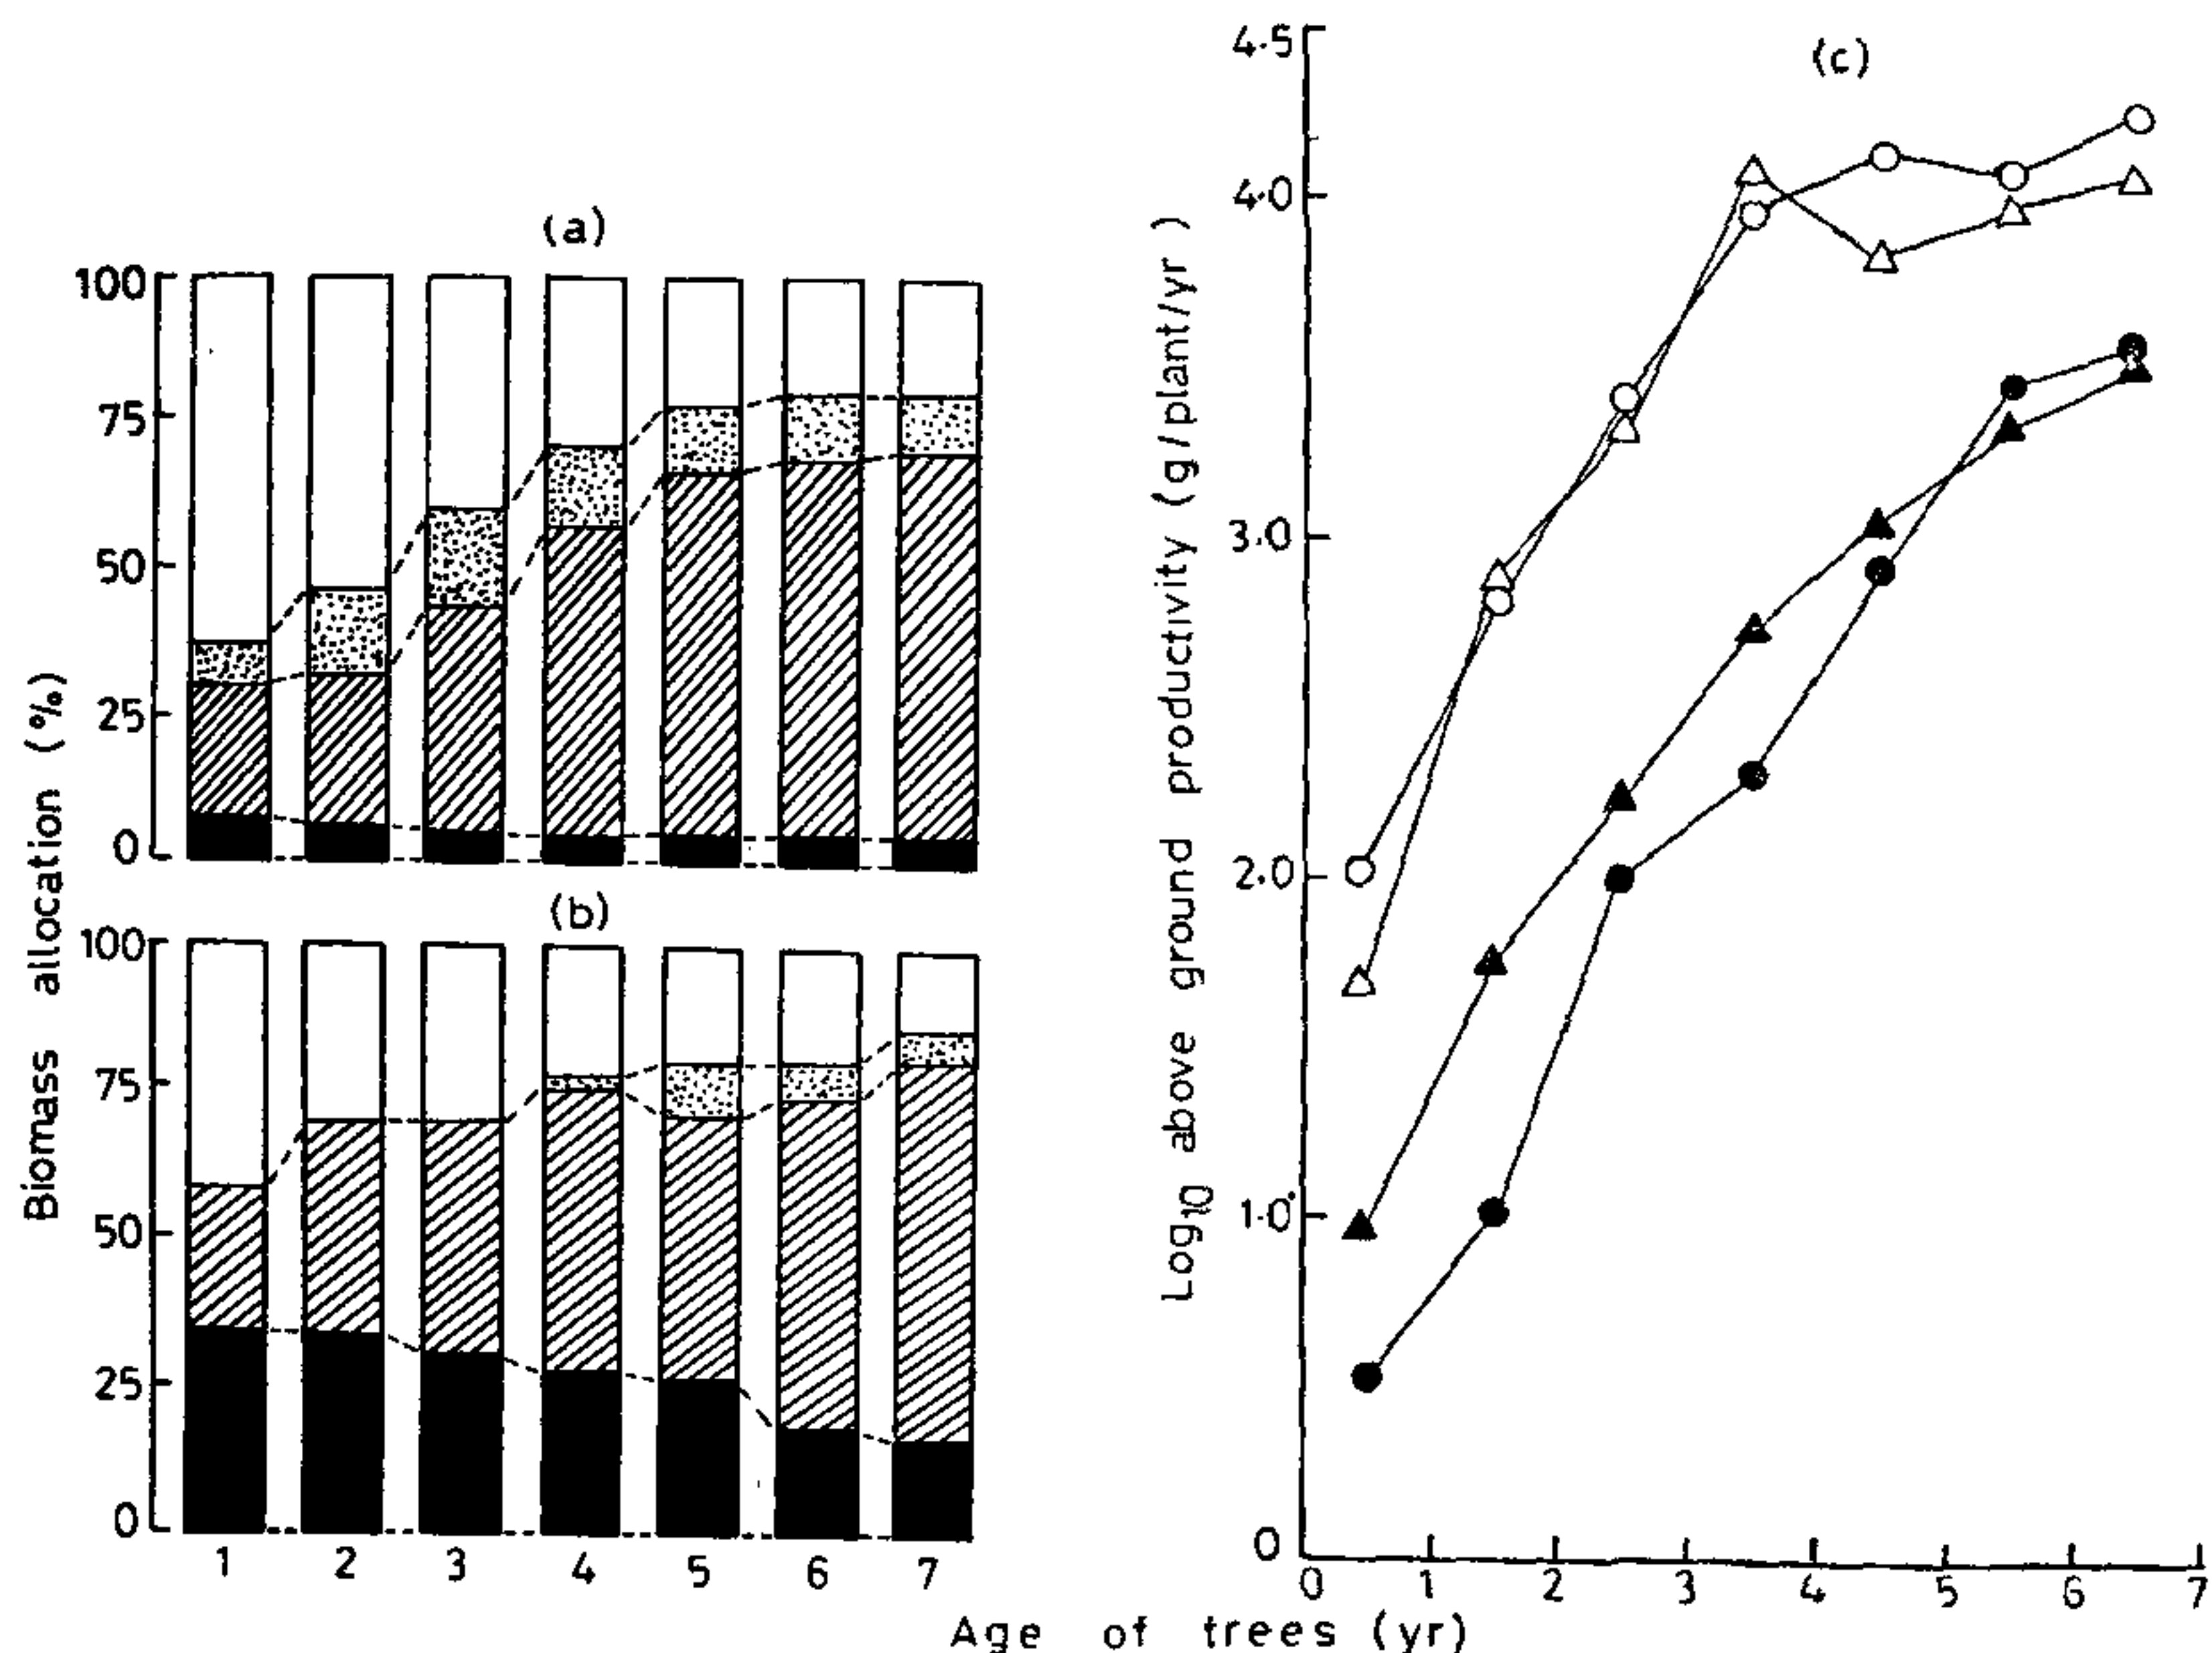 (a)
100
75
50
25
0
(b)
100
75
50
25
0
1 2 3 4 5 6 7
Biomass allocation (%)
(c)
4.5
4.0
3.0
2.0
1.0
0
0 1 2 3 4 5 6 7
Log10 above ground productivity (g/plant/yr)
Age of trees (yr)